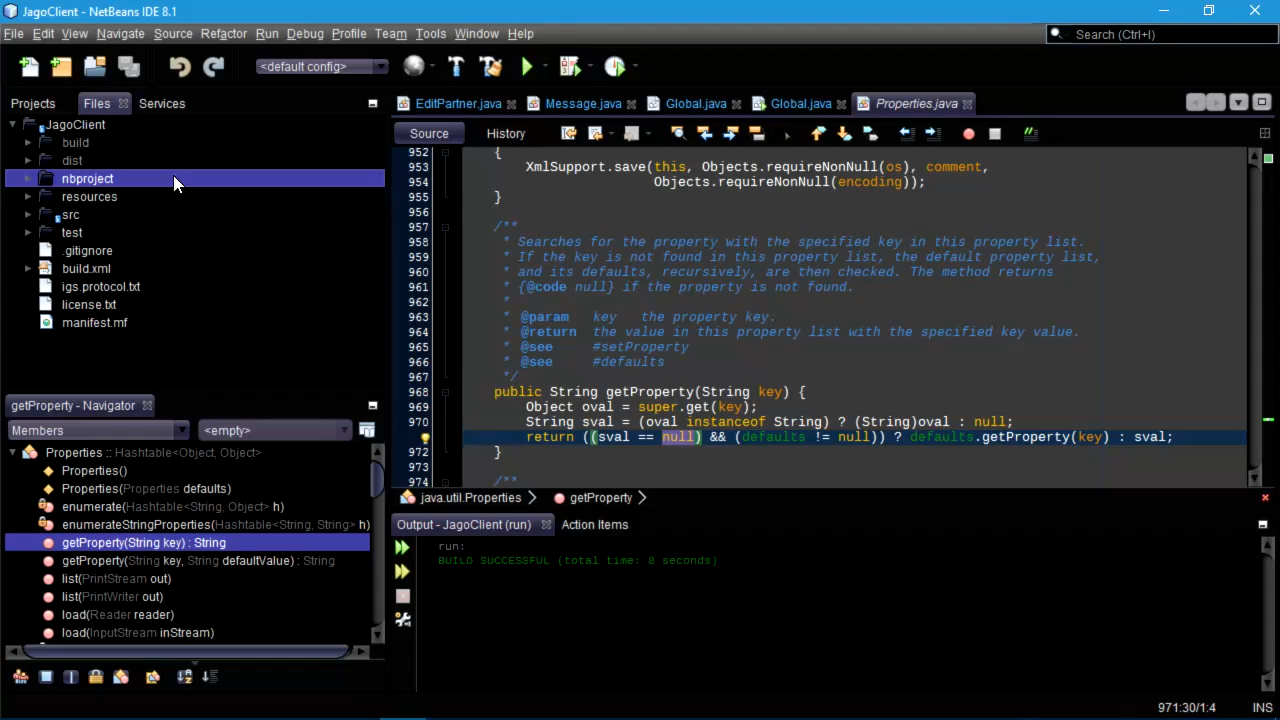 JagoClient - NetBeans IDE 8.1
File Edit View Navigate Source Refactor Run Debug Profile Team Tools Window Help
Search (Ctrl+I)
<default config>
Projects Files Services
JagoClient
build
dist
nbproject
resources
src
test
.gitignore
build.xml
igs.protocol.txt
license.txt
manifest.mf
getProperty - Navigator
Members <empty>
Properties :: Hashtable<Object, Object>
Properties()
Properties(Properties defaults)
enumerate(Hashtable<String, Object> h)
enumerateStringProperties(Hashtable<String, String> h)
getProperty(String key) : String
getProperty(String key, String defaultValue) : String
list(PrintStream out)
list(PrintWriter out)
load(Reader reader)
load(InputStream inStream)
EditPartner.java Message.java Global.java Global.java Properties.java
Source History
952 {
953 XmlSupport.save(this, Objects.requireNonNull(os), comment,
954 Objects.requireNonNull(encoding));
955 }
956
957 /**
958 * Searches for the property with the specified key in this property list.
959 * If the key is not found in this property list, the default property list,
960 * and its defaults, recursively, are then checked. The method returns
961 * {@code null} if the property is not found.
962 *
963 * @param key the property key.
964 * @return the value in this property list with the specified key value.
965 * @see #setProperty
966 * @see #defaults
967 */
968 public String getProperty(String key) {
969 Object oval = super.get(key);
970 String sval = (oval instanceof String) ? (String)oval : null;
return ((sval == null) && (defaults != null)) ? defaults.getProperty(key) : sval;
972 }
973
974 /**
java.util.Properties getProperty
Output - JagoClient (run) Action Items
run:
BUILD SUCCESSFUL (total time: 0 seconds)
971:30/1:4 INS